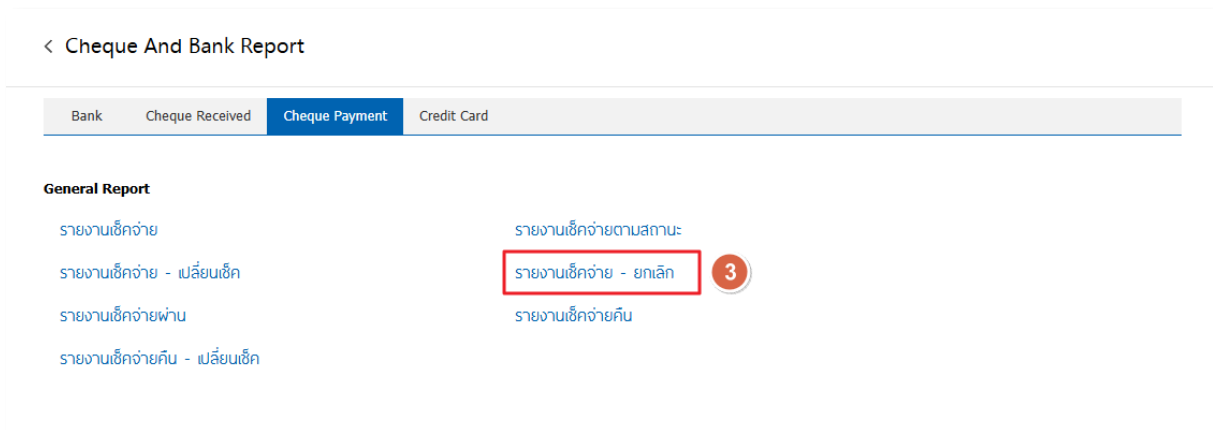 < Cheque And Bank Report
Bank Cheque Received Cheque Payment Credit Card
General Report
รายงานเช็คจ่าย รายงานเช็คจ่ายตามสถานะ
รายงานเช็คจ่าย - เปลี่ยนเช็ค รายงานเช็คจ่าย - ยกเลิก 3
รายงานเช็คจ่ายผ่าน รายงานเช็คจ่ายคืน
รายงานเช็คจ่ายคืน - เปลี่ยนเช็ค